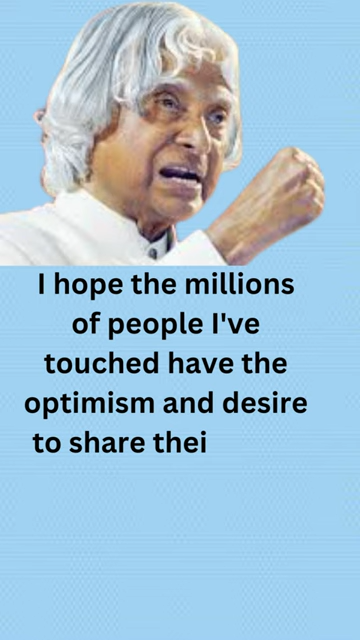 I hope the millions
of people I've
touched have the
optimism and desire
to share thei